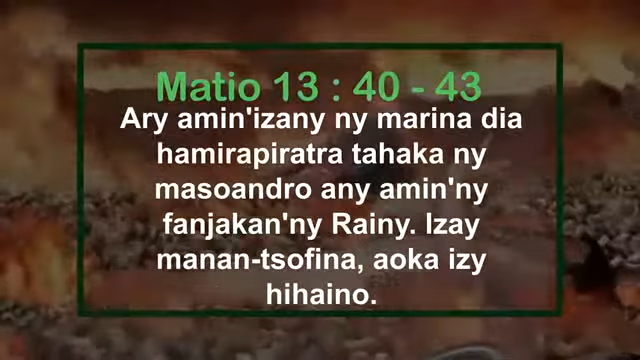 Matio 13 : 40 - 43
Ary amin'izany ny marina dia
hamirapiratra tahaka ny
masoandro any amin'ny
fanjakan'ny Rainy. Izay
manan-tsofina, aoka izy
hihaino.